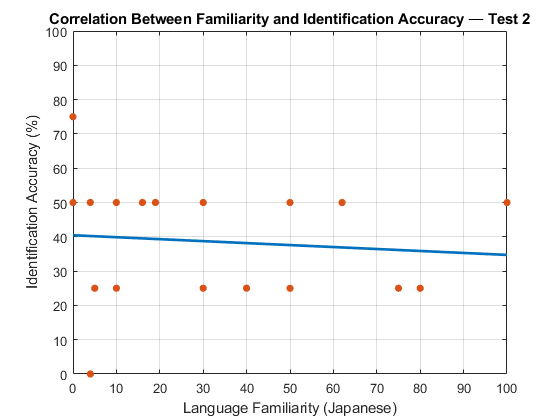 Correlation Between Familiarity and Identification Accuracy — Test 2
100
90
80
70
60
50
40
30
20
10
0
Identification Accuracy (%)
0 10 20 30 40 50 60 70 80 90 100
Language Familiarity (Japanese)